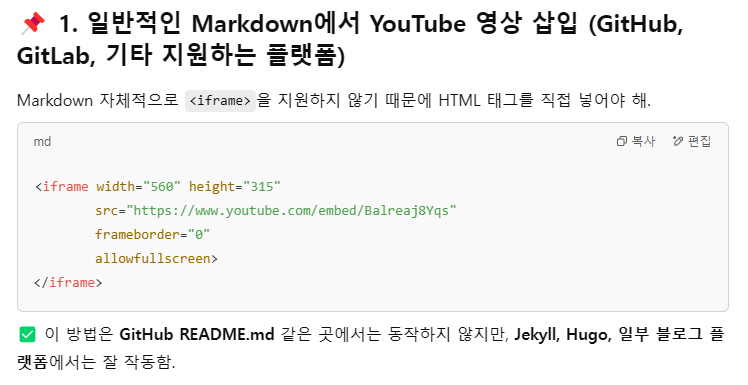 📌 1. 일반적인 Markdown에서 YouTube 영상 삽입 (GitHub,
GitLab, 기타 지원하는 플랫폼)
Markdown 자체적으로 <iframe>을 지원하지 않기 때문에 HTML 태그를 직접 넣어야 해.
md 복사 편집
<iframe width="560" height="315"
src="https://www.youtube.com/embed/Balreaj8Yqs"
frameborder="0"
allowfullscreen>
</iframe>
✅ 이 방법은 GitHub README.md 같은 곳에서는 동작하지 않지만, Jekyll, Hugo, 일부 블로그 플
랫폼에서는 잘 작동함.